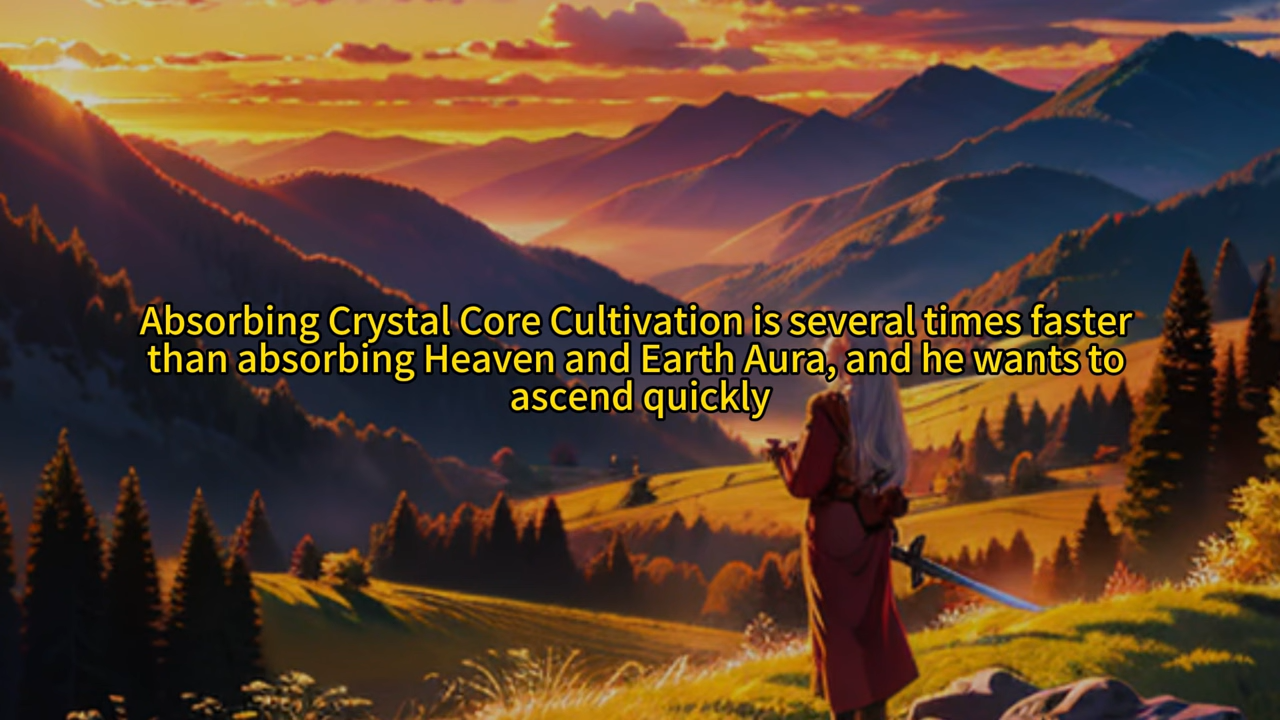 Absorbing Crystal Core Cultivation is several times faster
than absorbing Heaven and Earth Aura, and he wants to
ascend quickly